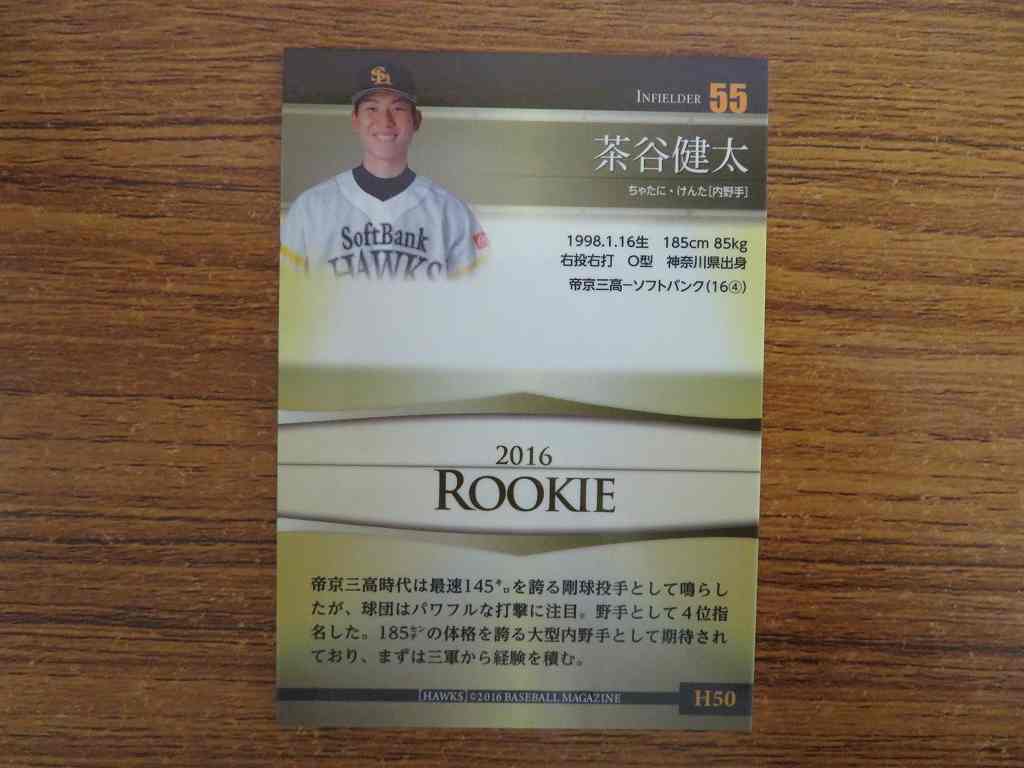 SH
INFIELDER 55
茶谷健太
ちゃたに・けんた[内野手]
SoftBank
HAWKS
1998.1.16生 185cm 85kg
右投右打 O型 神奈川県出身
帝京三高−ソフトバンク(16④)
2016
ROOKIE
帝京三高時代は最速145㌔を誇る剛球投手として鳴らし
たが、球団はパワフルな打撃に注目。野手として４位指
名した。185㌢の体格を誇る大型内野手として期待され
ており、まずは三軍から経験を積む。
[HAWKS]©2016 BASEBALL MAGAZINE
H50